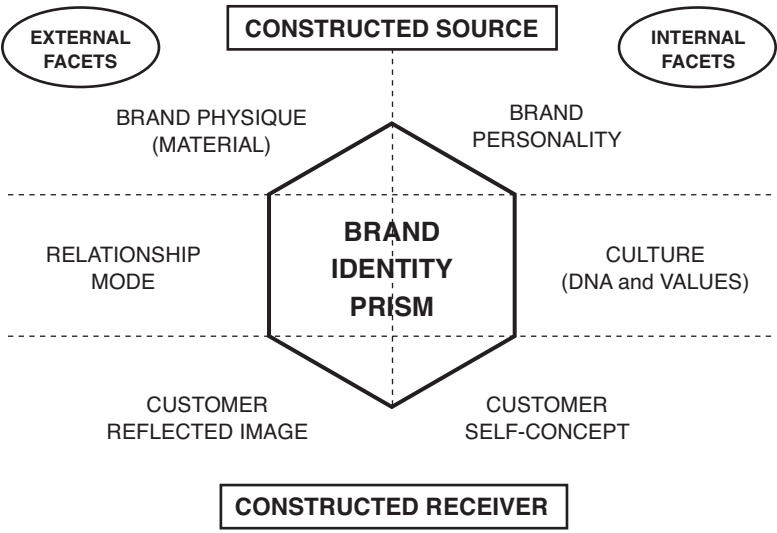 EXTERNAL
FACETS
CONSTRUCTED SOURCE
INTERNAL
FACETS
BRAND PHYSIQUE
(MATERIAL)
BRAND
PERSONALITY
RELATIONSHIP
MODE
BRAND
IDENTITY
PRISM
CULTURE
(DNA and VALUES)
CUSTOMER
REFLECTED IMAGE
CUSTOMER
SELF-CONCEPT
CONSTRUCTED RECEIVER